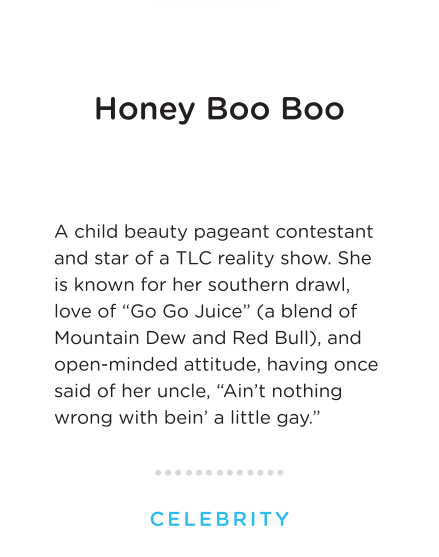 Honey Boo Boo
A child beauty pageant contestant
and star of a TLC reality show. She
is known for her southern drawl,
love of “Go Go Juice” (a blend of
Mountain Dew and Red Bull), and
open-minded attitude, having once
said of her uncle, “Ain’t nothing
wrong with bein’ a little gay.”
CELEBRITY